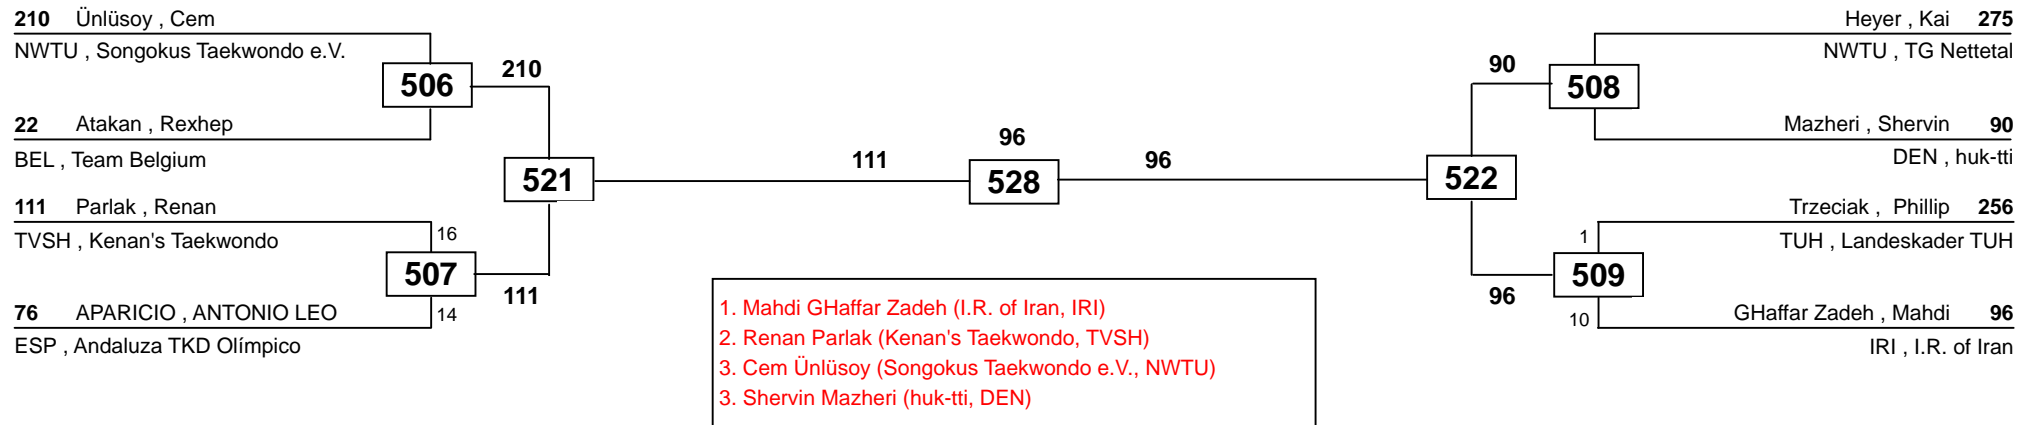 210 Ünlüsoy , Cem
NWTU , Songokus Taekwondo e.V.
506
210
22 Atakan , Rexhep
BEL , Team Belgium
521
111 Parlak , Renan
TVSH , Kenan's Taekwondo
16
507
111
76 APARICIO , ANTONIO LEO
14
ESP , Andaluza TKD Olímpico
111
96
528
96
Heyer , Kai 275
NWTU , TG Nettetal
90
508
Mazheri , Shervin 90
DEN , huk-tti
522
Trzeciak , Phillip 256
1
TUH , Landeskader TUH
509
96
10
GHaffar Zadeh , Mahdi 96
IRI , I.R. of Iran
1. Mahdi GHaffar Zadeh (I.R. of Iran, IRI)
2. Renan Parlak (Kenan's Taekwondo, TVSH)
3. Cem Ünlüsoy (Songokus Taekwondo e.V., NWTU)
3. Shervin Mazheri (huk-tti, DEN)